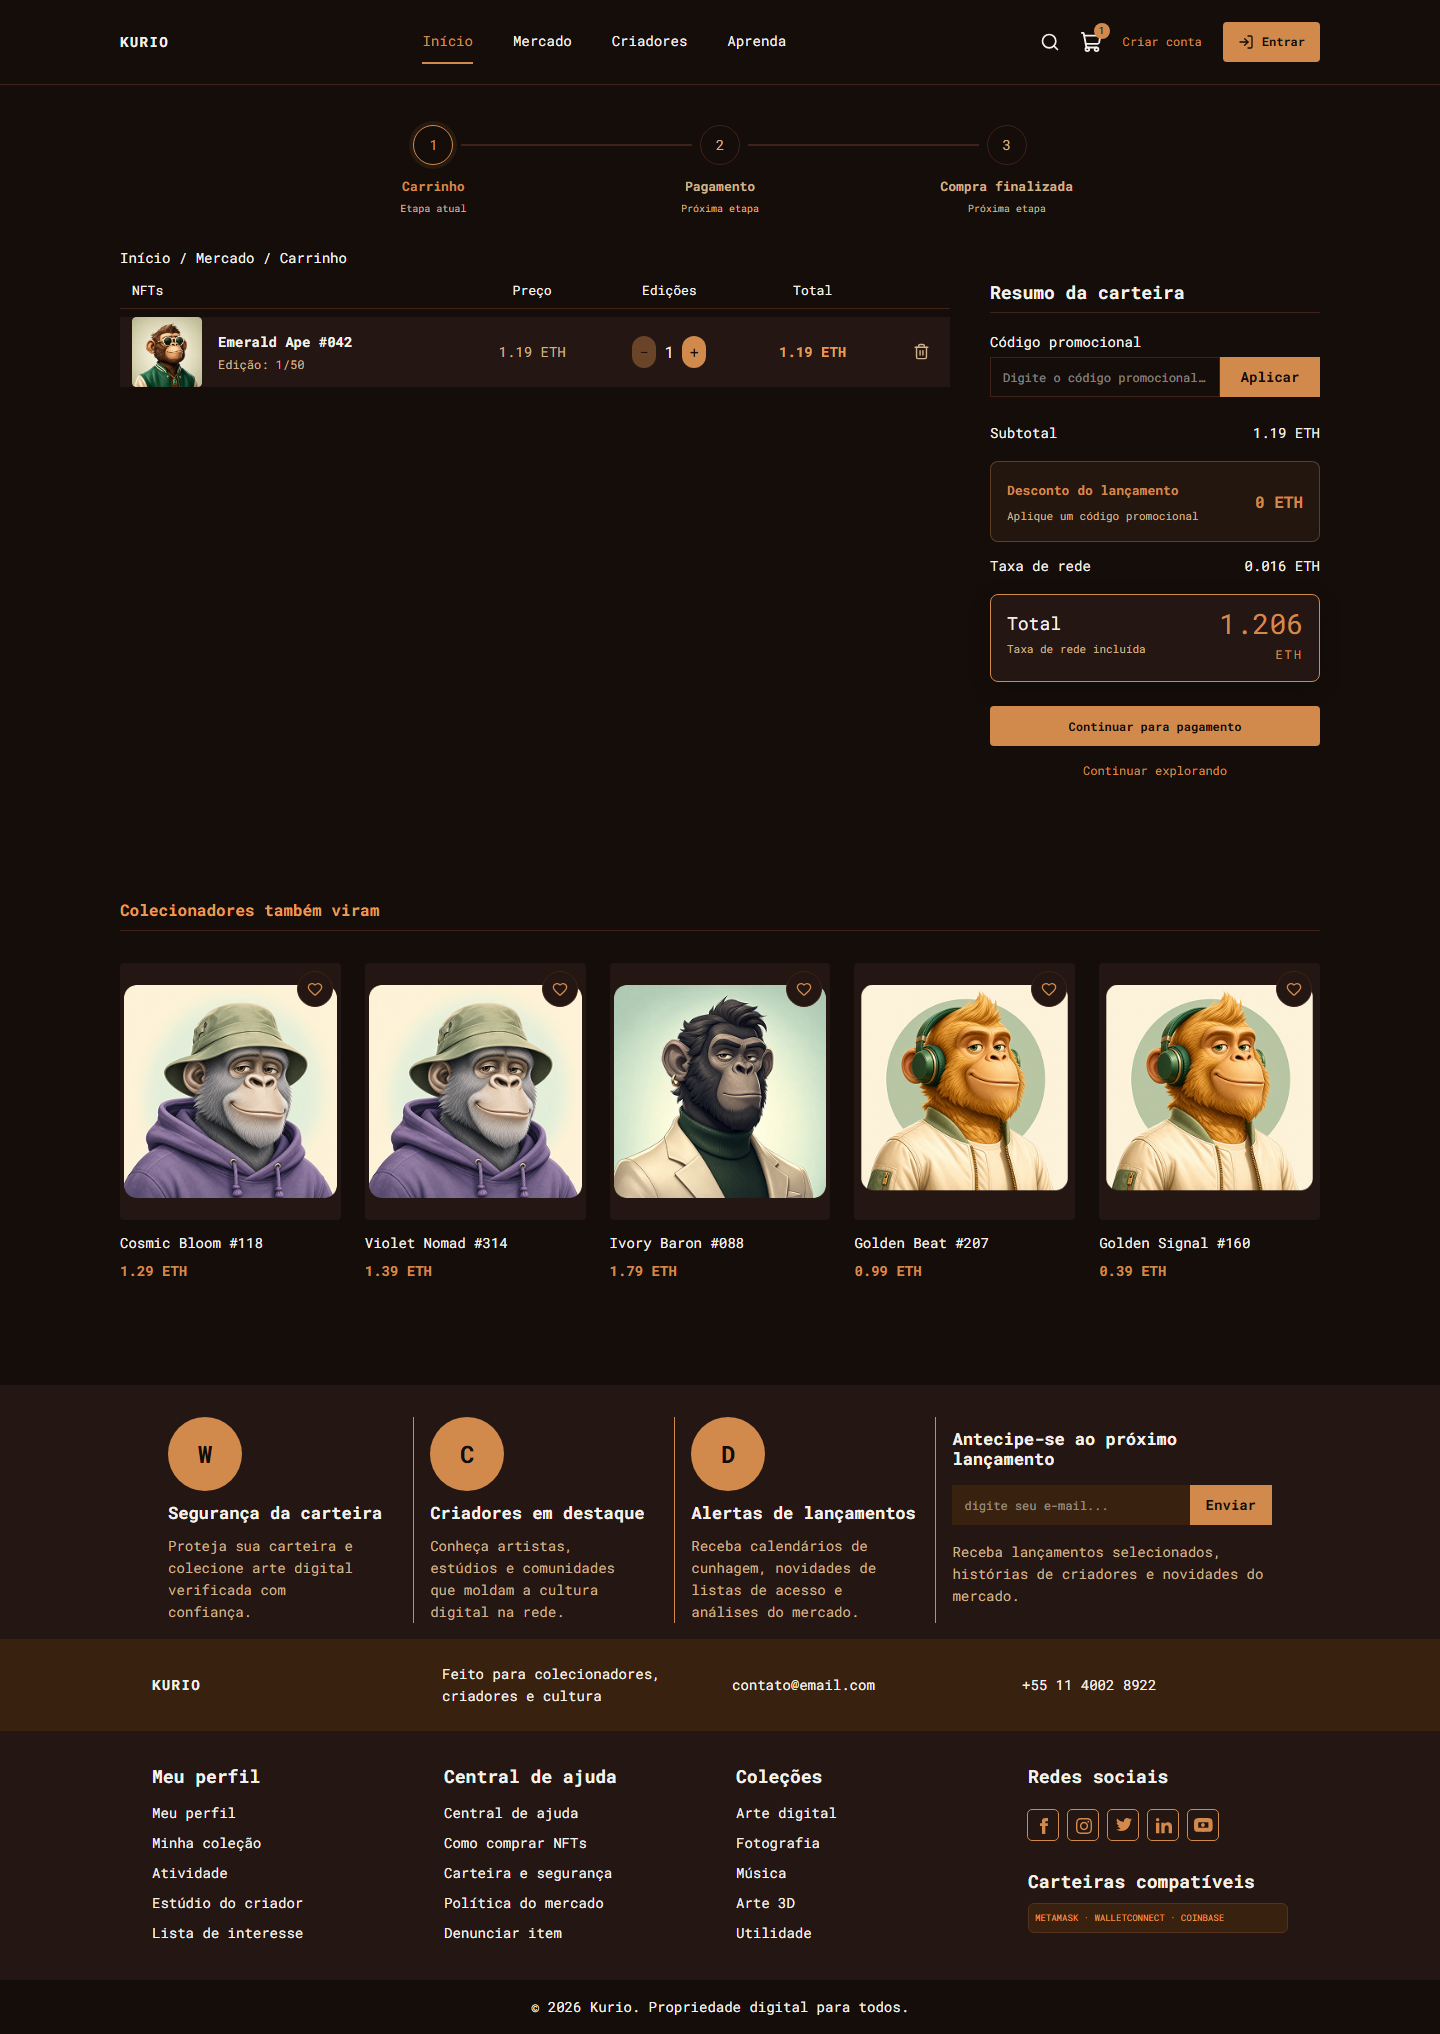 KURIO
Início
Mercado
Criadores
Aprenda
1
Criar conta
Entrar
1
2
3
Carrinho
Pagamento
Compra finalizada
Etapa atual
Próxima etapa
Próxima etapa
Início / Mercado / Carrinho
NFTs
Preço
Edições
Total
Emerald Ape #042
Edição: 1/50
1.19 ETH
− 1 +
1.19 ETH
Resumo da carteira
Código promocional
Digite o código promocional…
Aplicar
Subtotal
1.19 ETH
Desconto do lançamento
Aplique um código promocional
0 ETH
Taxa de rede
0.016 ETH
Total
Taxa de rede incluída
1.206
ETH
Continuar para pagamento
Continuar explorando
Colecionadores também viram
Cosmic Bloom #118
1.29 ETH
Violet Nomad #314
1.39 ETH
Ivory Baron #088
1.79 ETH
Golden Beat #207
0.99 ETH
Golden Signal #160
0.39 ETH
W
Segurança da carteira
Proteja sua carteira e
colecione arte digital
verificada com
confiança.
C
Criadores em destaque
Conheça artistas,
estúdios e comunidades
que moldam a cultura
digital na rede.
D
Alertas de lançamentos
Receba calendários de
cunhagem, novidades de
listas de acesso e
análises do mercado.
Antecipe-se ao próximo
lançamento
digite seu e-mail...
Enviar
Receba lançamentos selecionados,
histórias de criadores e novidades do
mercado.
KURIO
Feito para colecionadores,
criadores e cultura
contato@email.com
+55 11 4002 8922
Meu perfil
Meu perfil
Minha coleção
Atividade
Estúdio do criador
Lista de interesse
Central de ajuda
Central de ajuda
Como comprar NFTs
Carteira e segurança
Política do mercado
Denunciar item
Coleções
Arte digital
Fotografia
Música
Arte 3D
Utilidade
Redes sociais
Carteiras compatíveis
METAMASK · WALLETCONNECT · COINBASE
© 2026 Kurio. Propriedade digital para todos.